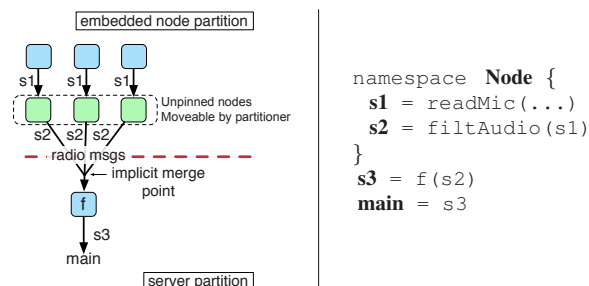 embedded node partition
s1 s1 s1
Unpinned nodes
Moveable by partitioner
s2 s2 s2
radio msgs
implicit merge
point
f
s3
main
server partition
namespace Node {
s1 = readMic(...)
s2 = filtAudio(s1)
}
s3 = f(s2)
main = s3